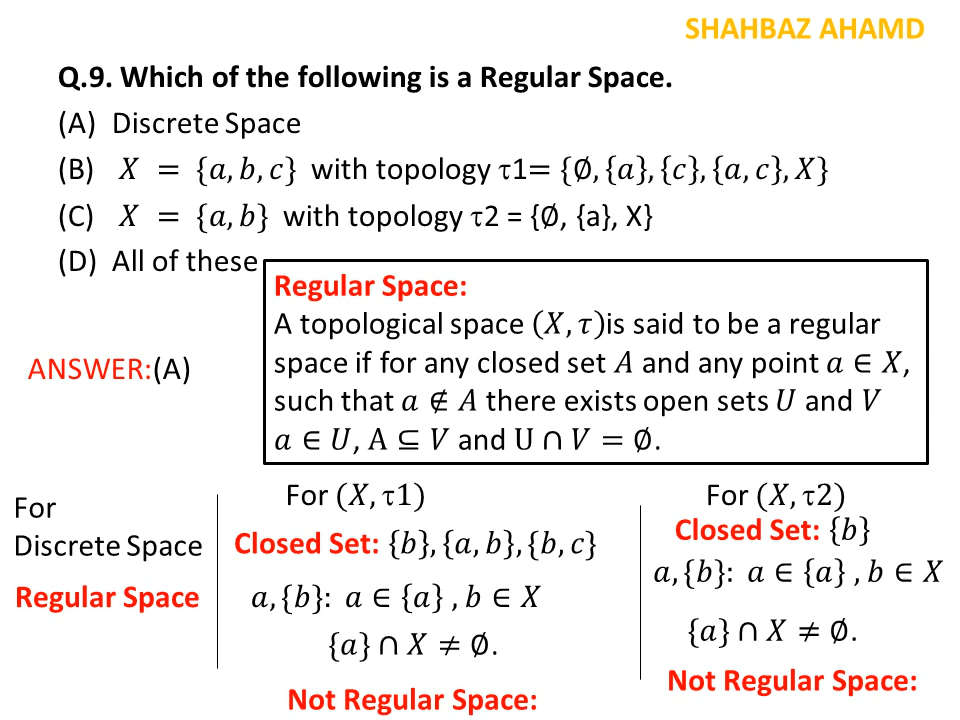 SHAHBAZ AHAMD
Q.9. Which of the following is a Regular Space.
(A) Discrete Space
(B) 𝑋 = {𝑎, 𝑏, 𝑐} with topology τ1= {∅, {𝑎}, {𝑐}, {𝑎, 𝑐}, 𝑋}
(C) 𝑋 = {𝑎, 𝑏} with topology τ2 = {∅, {a}, X}
(D) All of these
Regular Space:
A topological space (𝑋, 𝜏)is said to be a regular
space if for any closed set 𝐴 and any point 𝑎 ∈ 𝑋,
such that 𝑎 ∉ 𝐴 there exists open sets 𝑈 and 𝑉
𝑎 ∈ 𝑈, A ⊆ 𝑉 and U ∩ 𝑉 = ∅.
ANSWER:(A)
For
Discrete Space
Regular Space
For (𝑋, τ1)
Closed Set: {𝑏}, {𝑎, 𝑏}, {𝑏, 𝑐}
𝑎, {𝑏}: 𝑎 ∈ {𝑎} , 𝑏 ∈ 𝑋
{𝑎} ∩ 𝑋 ≠ ∅.
Not Regular Space:
For (𝑋, τ2)
Closed Set: {𝑏}
𝑎, {𝑏}: 𝑎 ∈ {𝑎} , 𝑏 ∈ 𝑋
{𝑎} ∩ 𝑋 ≠ ∅.
Not Regular Space: